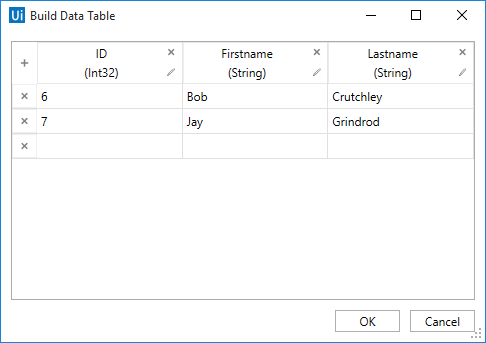 Ui Build Data Table
ID Firstname Lastname
(Int32) (String) (String)
6 Bob Crutchley
7 Jay Grindrod
OK Cancel